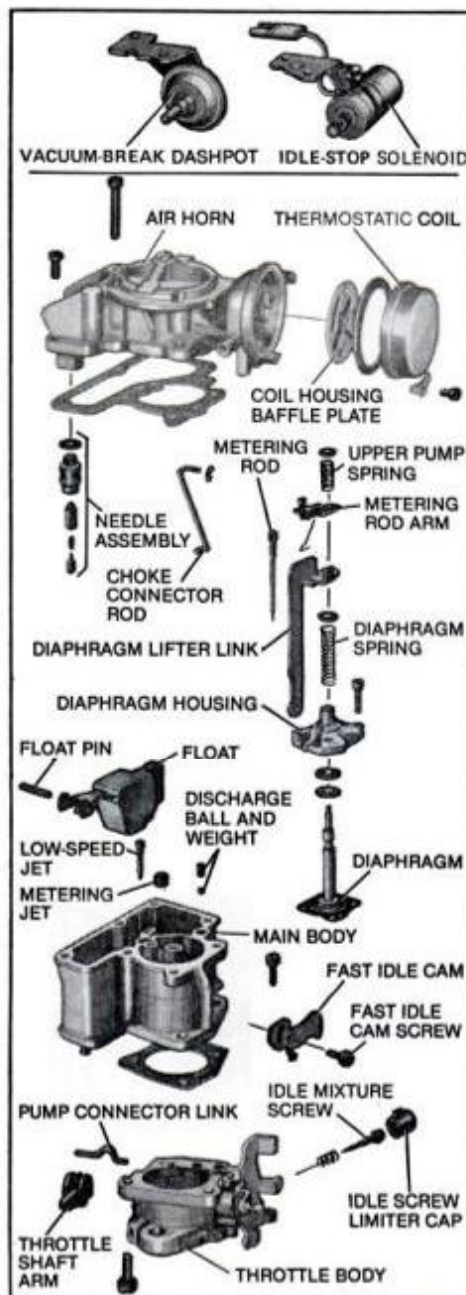 VACUUM-BREAK DASHPOT
IDLE-STOP SOLENOID
AIR HORN
THERMOSTATIC COIL
COIL HOUSING
BAFFLE PLATE
METERING
ROD
UPPER PUMP
SPRING
METERING
ROD ARM
NEEDLE
ASSEMBLY
CHOKE
CONNECTOR
ROD
DIAPHRAGM LIFTER LINK
DIAPHRAGM
SPRING
DIAPHRAGM HOUSING
FLOAT PIN
FLOAT
DISCHARGE
BALL AND
WEIGHT
LOW-SPEED
JET
METERING
JET
DIAPHRAGM
MAIN BODY
FAST IDLE CAM
FAST IDLE
CAM SCREW
PUMP CONNECTOR LINK
IDLE MIXTURE
SCREW
IDLE SCREW
LIMITER CAP
THROTTLE
SHAFT
ARM
THROTTLE BODY